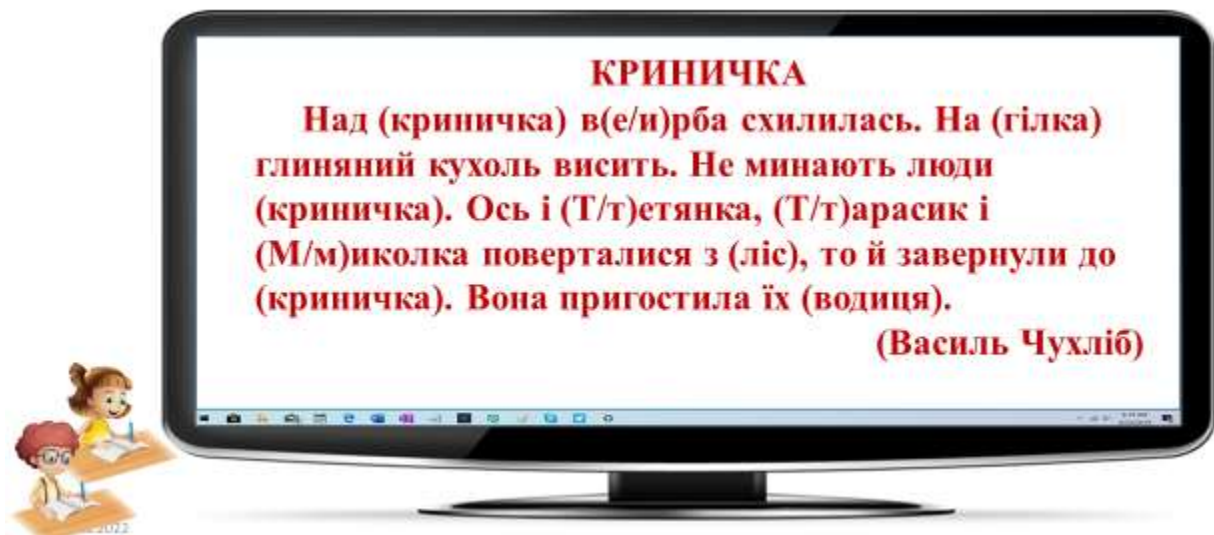 КРИНИЧКА
Над (криничка) в(е/и)рба схилилась. На (гілка)
глиняний кухоль висить. Не минають люди
(криничка). Ось і (Т/т)етянка, (Т/т)арасик і
(М/м)иколка поверталися з (ліс), то й завернули до
(криничка). Вона пригостила їх (водиця).
(Василь Чухліб)
2022